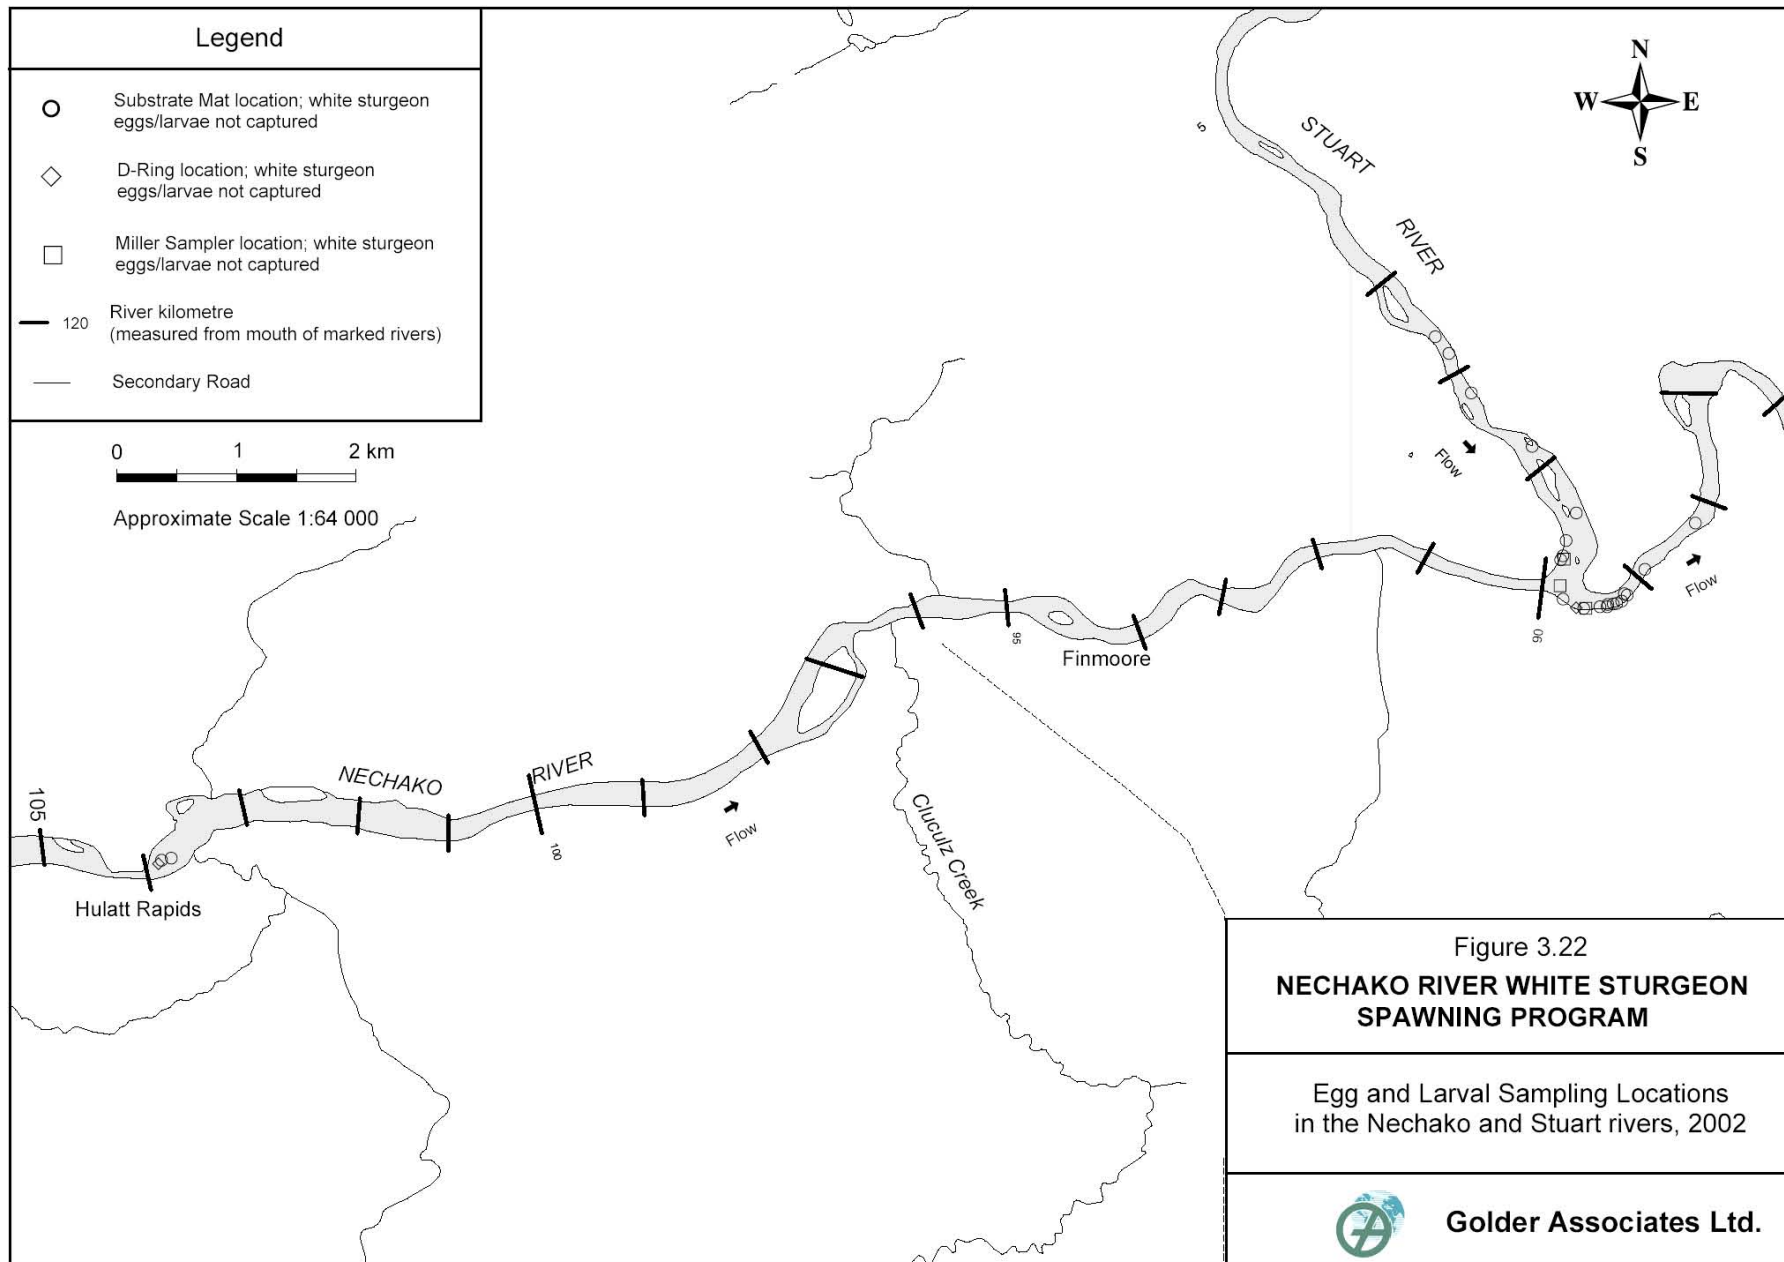 Legend
Substrate Mat location; white sturgeon
eggs/larvae not captured
D-Ring location; white sturgeon
eggs/larvae not captured
Miller Sampler location; white sturgeon
eggs/larvae not captured
120
River kilometre
(measured from mouth of marked rivers)
Secondary Road
0 1 2 km
Approximate Scale 1:64 000
N
W E
S
5
STUART
RIVER
Flow
Flow
90
95
Finmoore
NECHAKO
RIVER
Flow
100
105
Hulatt Rapids
Cluculz Creek
Figure 3.22
NECHAKO RIVER WHITE STURGEON
SPAWNING PROGRAM
Egg and Larval Sampling Locations
in the Nechako and Stuart rivers, 2002
Golder Associates Ltd.